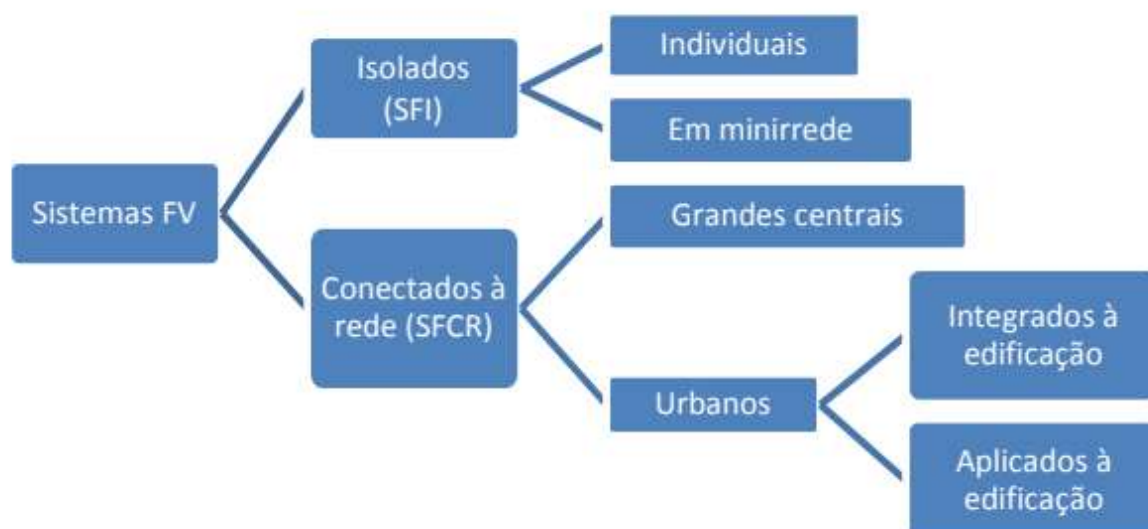 Sistemas FV
Isolados
(SFI)
Individuais
Em minirrede
Conectados à
rede (SFCR)
Grandes centrais
Urbanos
Integrados à
edificação
Aplicados à
edificação